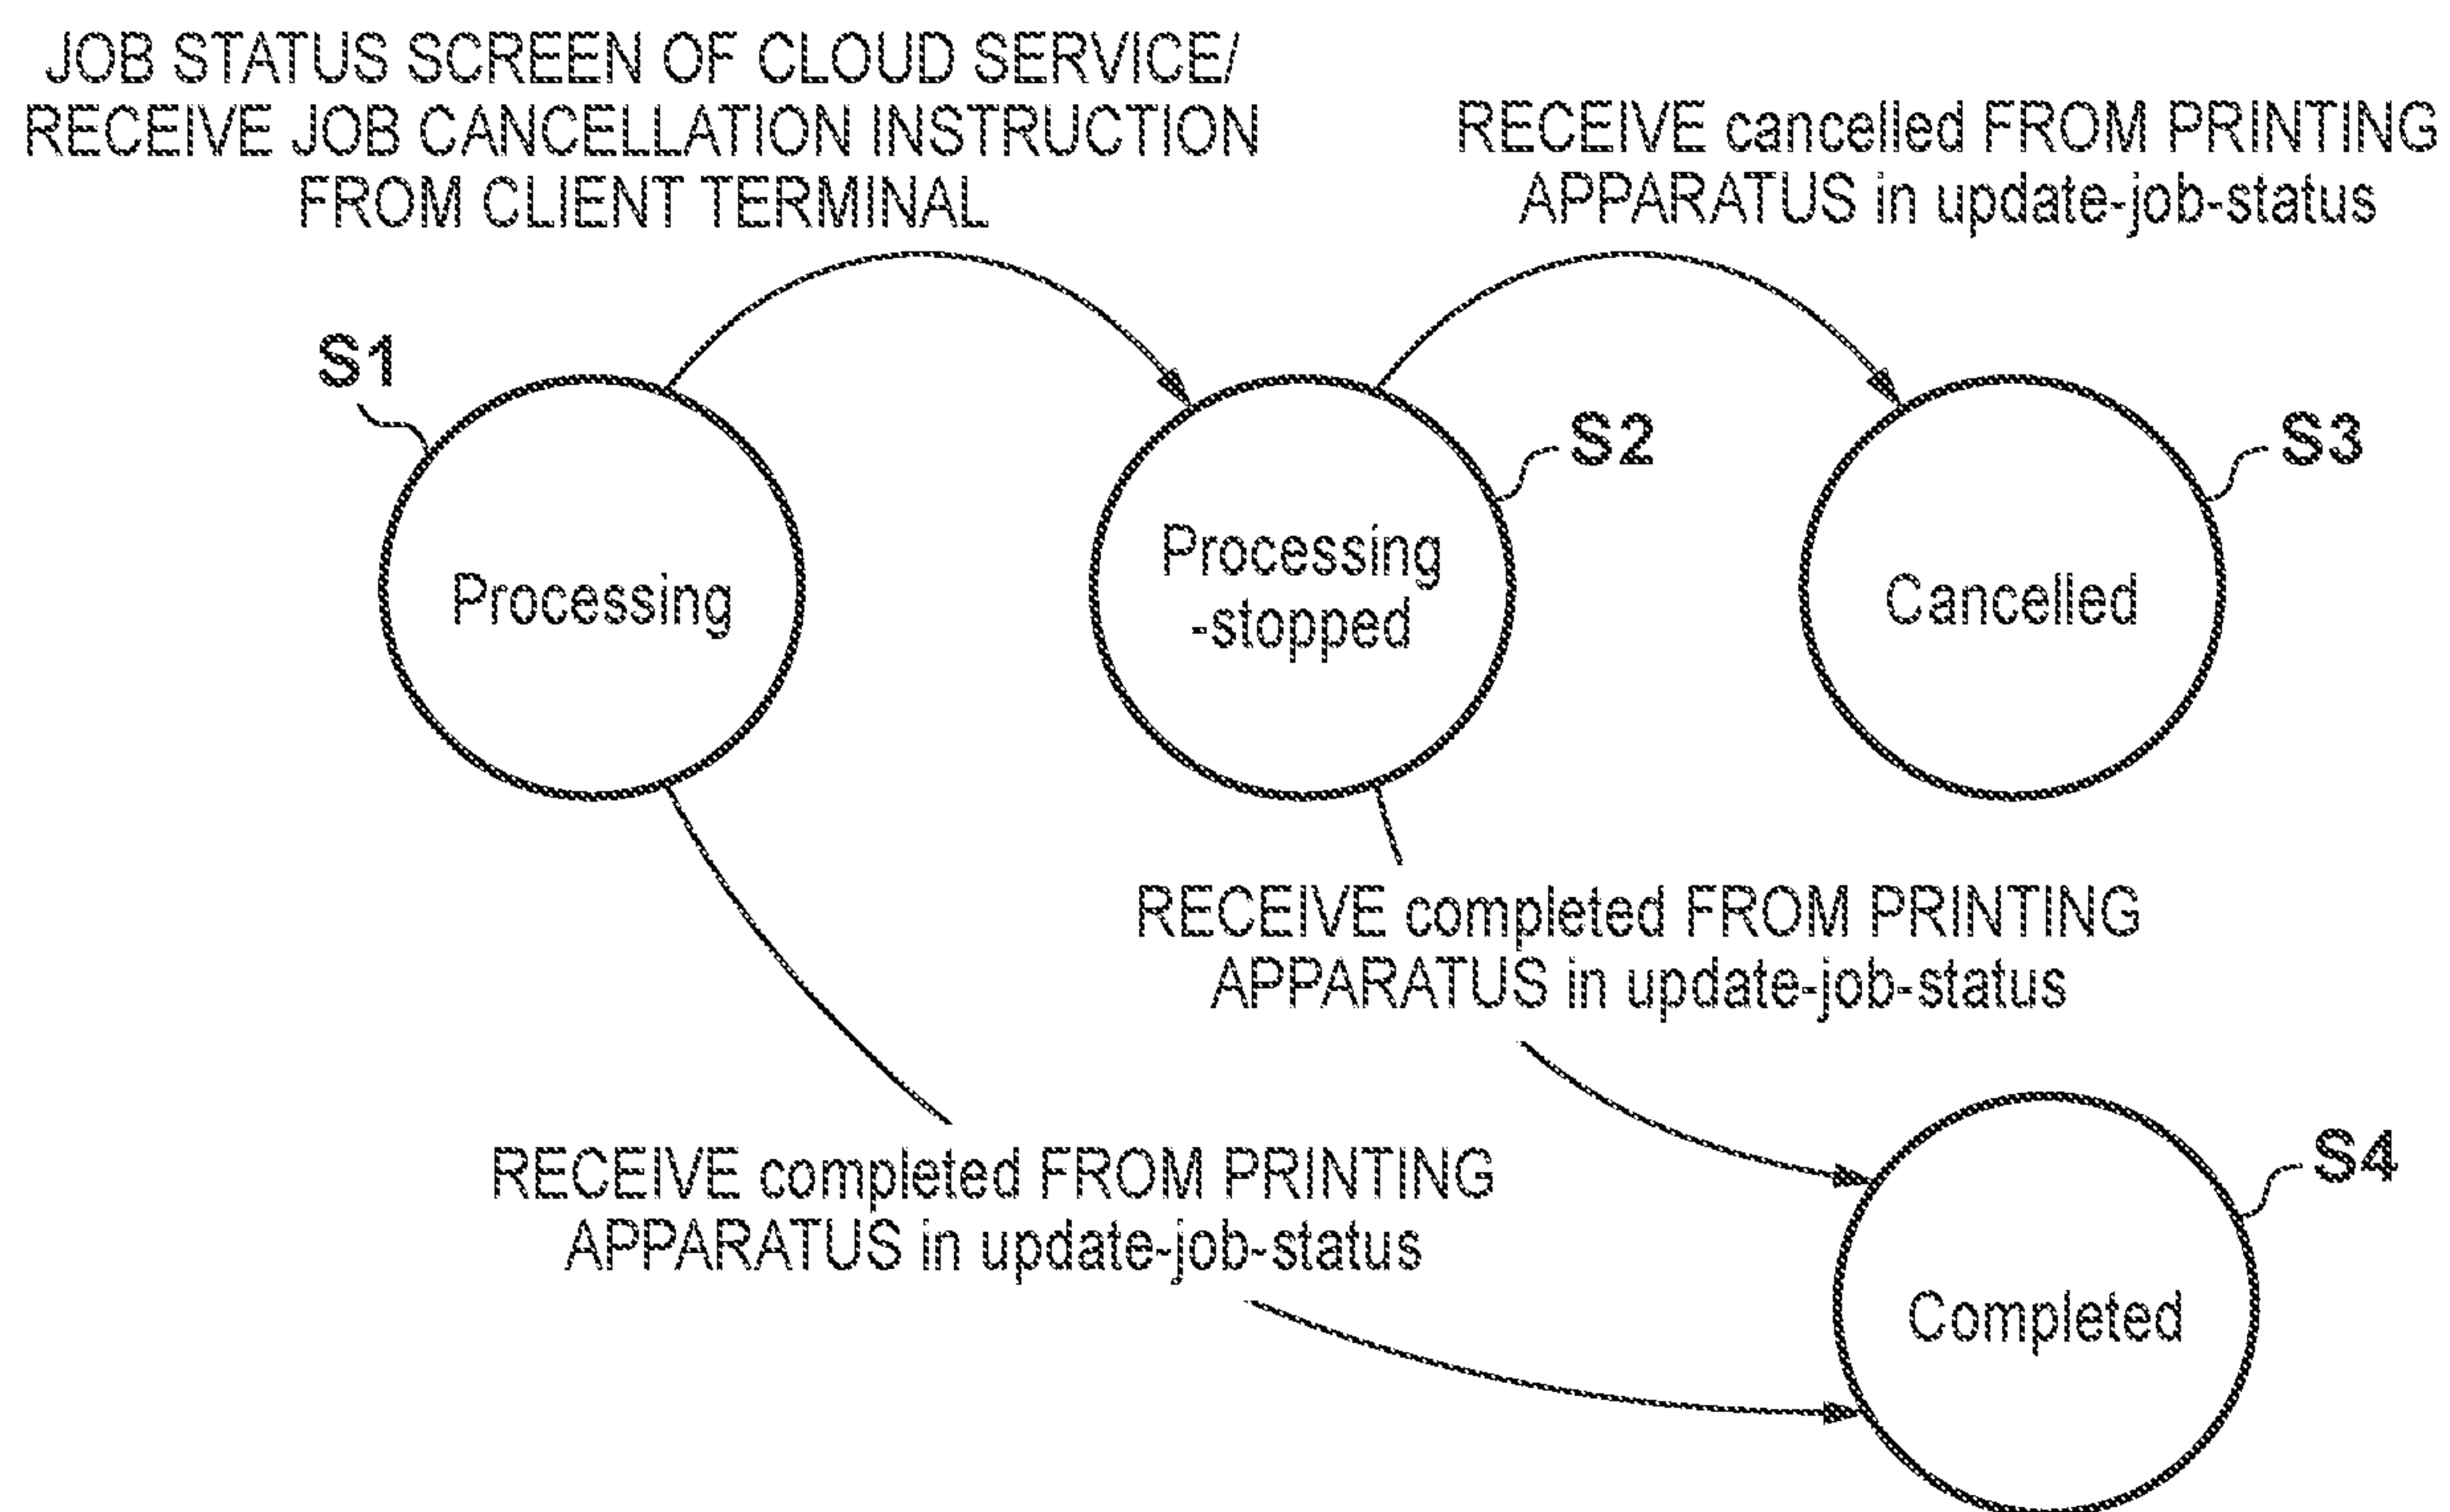 JOB STATUS SCREEN OF CLOUD SERVICE/
RECEIVE JOB CANCELLATION INSTRUCTION
FROM CLIENT TERMINAL
RECEIVE cancelled FROM PRINTING
APPARATUS in update-job-status
S1
S2
S3
Processing
Processing
-stopped
Cancelled
RECEIVE completed FROM PRINTING
APPARATUS in update-job-status
RECEIVE completed FROM PRINTING
APPARATUS in update-job-status
S4
Completed